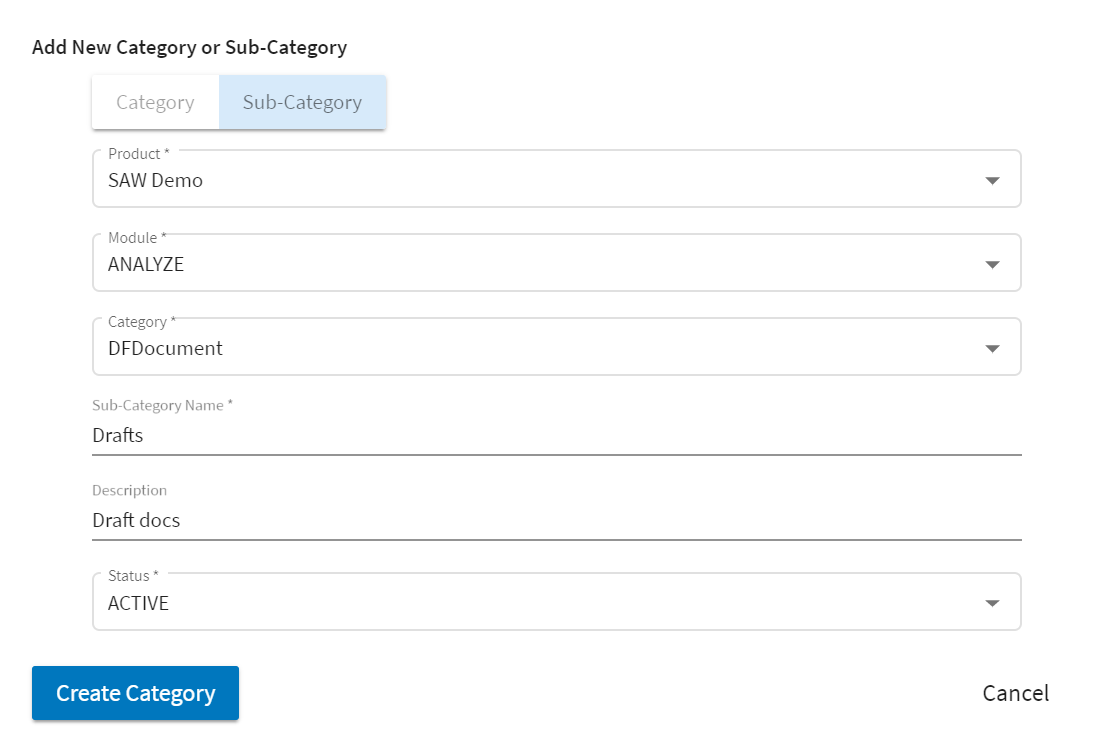 Add New Category or Sub-Category
Category Sub-Category
Product *
SAW Demo
Module *
ANALYZE
Category *
DFDocument
Sub-Category Name *
Drafts
Description
Draft docs
Status *
ACTIVE
Create Category Cancel